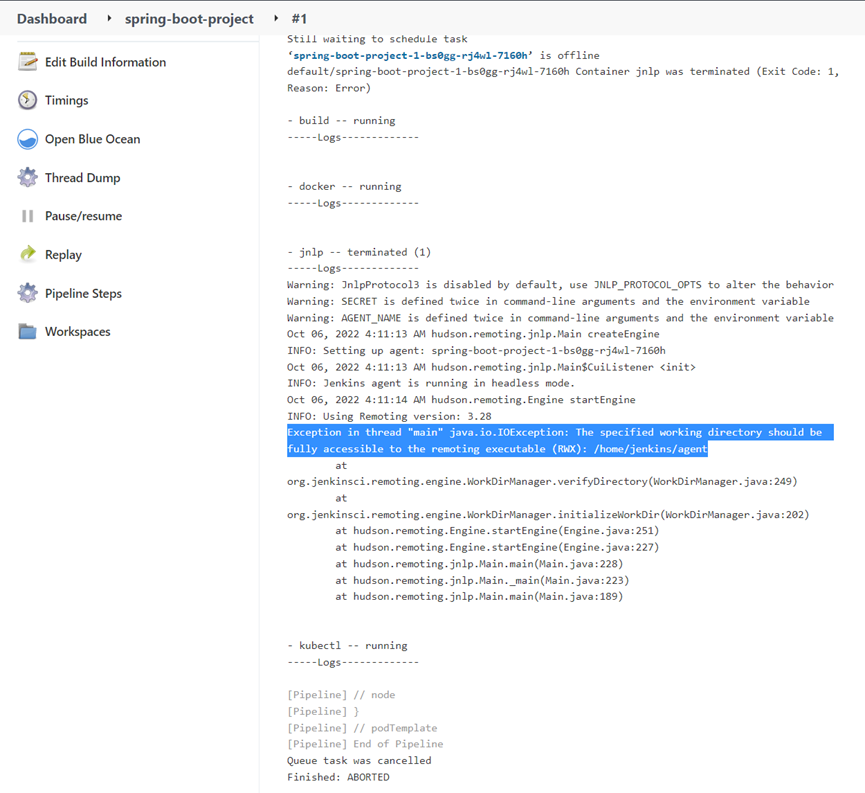 Dashboard ‣ spring-boot-project ‣ #1
Edit Build Information
Timings
Open Blue Ocean
Thread Dump
Pause/resume
Replay
Pipeline Steps
Workspaces
Still waiting to schedule task
‘spring-boot-project-1-bs0gg-rj4wl-7160h’ is offline
default/spring-boot-project-1-bs0gg-rj4wl-7160h Container jnlp was terminated (Exit Code: 1,
Reason: Error)
- build -- running
-----Logs-------------
- docker -- running
-----Logs-------------
- jnlp -- terminated (1)
-----Logs-------------
Warning: JnlpProtocol3 is disabled by default, use JNLP_PROTOCOL_OPTS to alter the behavior
Warning: SECRET is defined twice in command-line arguments and the environment variable
Warning: AGENT_NAME is defined twice in command-line arguments and the environment variable
Oct 06, 2022 4:11:13 AM hudson.remoting.jnlp.Main createEngine
INFO: Setting up agent: spring-boot-project-1-bs0gg-rj4wl-7160h
Oct 06, 2022 4:11:13 AM hudson.remoting.jnlp.Main$CuiListener <init>
INFO: Jenkins agent is running in headless mode.
Oct 06, 2022 4:11:14 AM hudson.remoting.Engine startEngine
INFO: Using Remoting version: 3.28
Exception in thread "main" java.io.IOException: The specified working directory should be
fully accessible to the remoting executable (RWX): /home/jenkins/agent
at
org.jenkinsci.remoting.engine.WorkDirManager.verifyDirectory(WorkDirManager.java:249)
at
org.jenkinsci.remoting.engine.WorkDirManager.initializeWorkDir(WorkDirManager.java:202)
at hudson.remoting.Engine.startEngine(Engine.java:251)
at hudson.remoting.Engine.startEngine(Engine.java:227)
at hudson.remoting.jnlp.Main.main(Main.java:228)
at hudson.remoting.jnlp.Main._main(Main.java:223)
at hudson.remoting.jnlp.Main.main(Main.java:189)
- kubectl -- running
-----Logs-------------
[Pipeline] // node
[Pipeline] }
[Pipeline] // podTemplate
[Pipeline] End of Pipeline
Queue task was cancelled
Finished: ABORTED